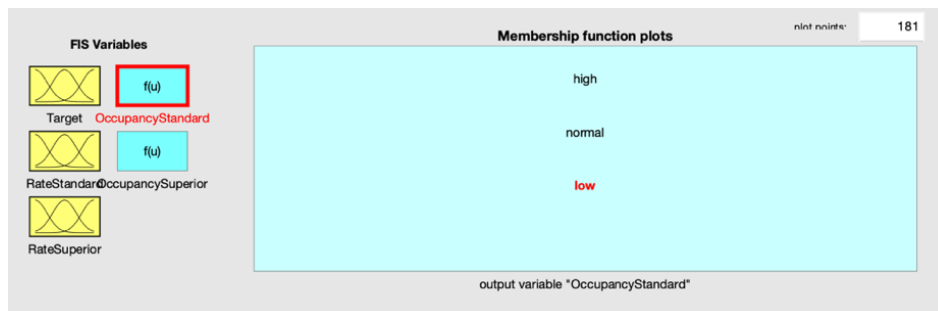 FIS Variables
f(u)
Target OccupancyStandard
f(u)
RateStandard OccupancySuperior
RateSuperior
Membership function plots
plot points: 181
high
normal
low
output variable "OccupancyStandard"